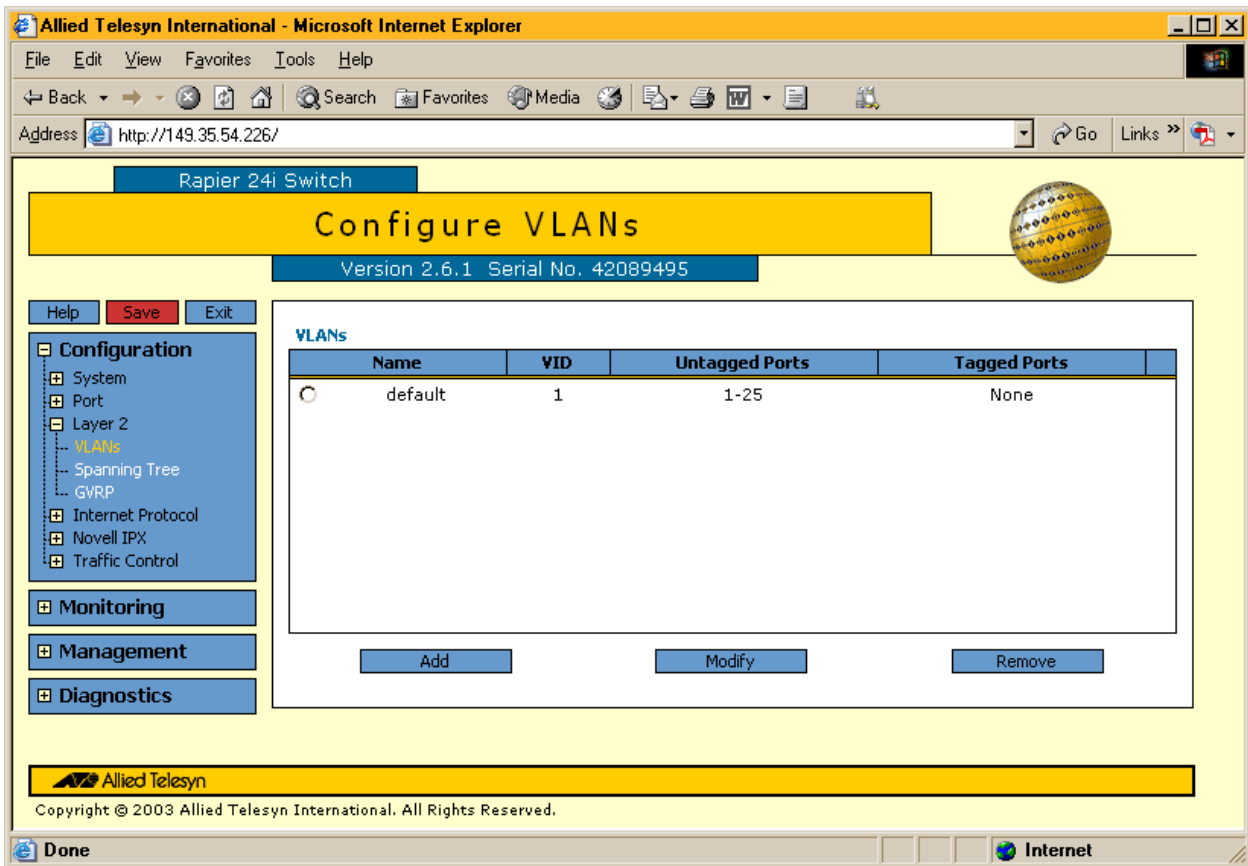 Allied Telesyn International - Microsoft Internet Explorer
File Edit View Favorites Tools Help
Back Search Favorites Media
Address http://149.35.54.226/ Go Links »
Rapier 24i Switch
Configure VLANs
Version 2.6.1 Serial No. 42089495
Help Save Exit
Configuration
System
Port
Layer 2
VLANs
Spanning Tree
GVRP
Internet Protocol
Novell IPX
Traffic Control
Monitoring
Management
Diagnostics
VLANs
Name VID Untagged Ports Tagged Ports
default 1 1-25 None
Add Modify Remove
Allied Telesyn
Copyright © 2003 Allied Telesyn International. All Rights Reserved.
Done Internet